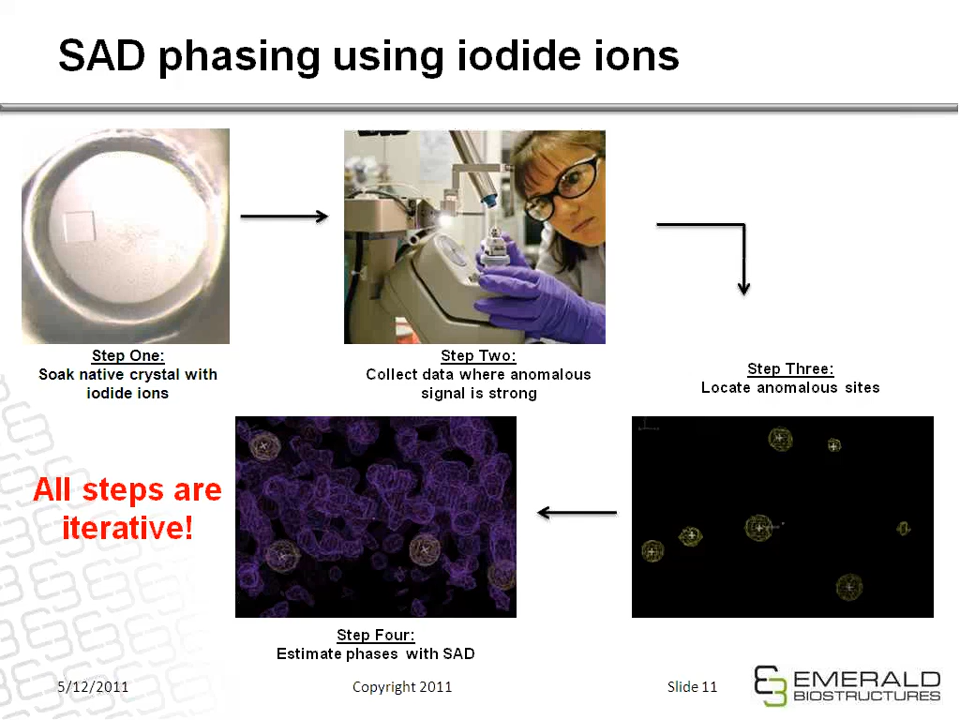 SAD phasing using iodide ions
Step One:
Soak native crystal with
iodide ions
Step Two:
Collect data where anomalous
signal is strong
Step Three:
Locate anomalous sites
All steps are
iterative!
Step Four:
Estimate phases with SAD
5/12/2011
Copyright 2011
Slide 11
EMERALD
BIOSTRUCTURES